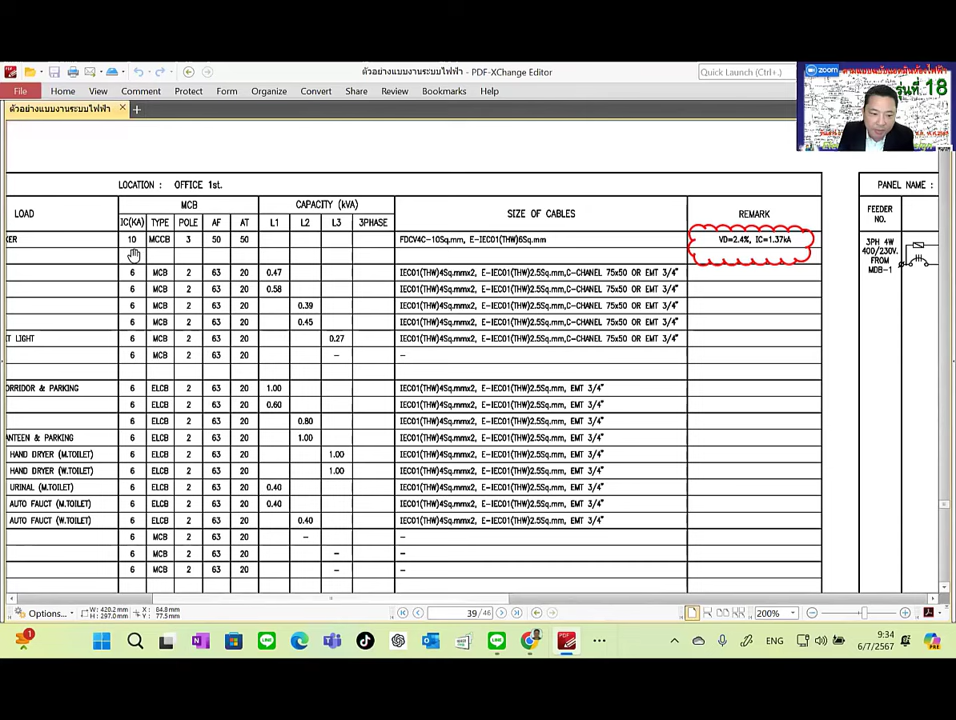 ตัวอย่างแบบงานระบบไฟฟ้า - PDF-XChange Editor
Quick Launch (Ctrl+.)
File Home View Comment Protect Form Organize Convert Share Review Bookmarks Help
ตัวอย่างแบบงานระบบไฟฟ้า
zoom
รุ่นที่ 18
LOCATION : OFFICE 1st.
PANEL NAME :
LOAD MCB CAPACITY (kVA) SIZE OF CABLES REMARK
IC(KA) TYPE POLE AF AT L1 L2 L3 3PHASE
FEEDER NO.
KER 10 MCCB 3 50 50 FDCV4C-10Sq.mm, E-IEC01(THW)6Sq.mm VD=2.4%, IC=1.37kA
3PH 4W
400/230V.
FROM
MDB-1
6 MCB 2 63 20 0.47 IEC01(THW)4Sq.mmx2, E-IEC01(THW)2.5Sq.mm,C-CHANEL 75x50 OR EMT 3/4"
6 MCB 2 63 20 0.58 IEC01(THW)4Sq.mmx2, E-IEC01(THW)2.5Sq.mm,C-CHANEL 75x50 OR EMT 3/4"
6 MCB 2 63 20 0.39 IEC01(THW)4Sq.mmx2, E-IEC01(THW)2.5Sq.mm,C-CHANEL 75x50 OR EMT 3/4"
6 MCB 2 63 20 0.45 IEC01(THW)4Sq.mmx2, E-IEC01(THW)2.5Sq.mm,C-CHANEL 75x50 OR EMT 3/4"
T LIGHT 6 MCB 2 63 20 0.27 IEC01(THW)4Sq.mmx2, E-IEC01(THW)2.5Sq.mm,C-CHANEL 75x50 OR EMT 3/4"
6 MCB 2 63 20 - -
ORRIDOR & PARKING 6 ELCB 2 63 20 1.00 IEC01(THW)4Sq.mmx2, E-IEC01(THW)2.5Sq.mm, EMT 3/4"
6 ELCB 2 63 20 0.60 IEC01(THW)4Sq.mmx2, E-IEC01(THW)2.5Sq.mm, EMT 3/4"
6 ELCB 2 63 20 0.80 IEC01(THW)4Sq.mmx2, E-IEC01(THW)2.5Sq.mm, EMT 3/4"
ANTEEN & PARKING 6 ELCB 2 63 20 1.00 IEC01(THW)4Sq.mmx2, E-IEC01(THW)2.5Sq.mm, EMT 3/4"
HAND DRYER (M.TOILET) 6 ELCB 2 63 20 1.00 IEC01(THW)4Sq.mmx2, E-IEC01(THW)2.5Sq.mm, EMT 3/4"
HAND DRYER (W.TOILET) 6 ELCB 2 63 20 1.00 IEC01(THW)4Sq.mmx2, E-IEC01(THW)2.5Sq.mm, EMT 3/4"
URINAL (M.TOILET) 6 ELCB 2 63 20 0.40 IEC01(THW)4Sq.mmx2, E-IEC01(THW)2.5Sq.mm, EMT 3/4"
AUTO FAUCT (M.TOILET) 6 ELCB 2 63 20 0.40 IEC01(THW)4Sq.mmx2, E-IEC01(THW)2.5Sq.mm, EMT 3/4"
AUTO FAUCT (W.TOILET) 6 ELCB 2 63 20 0.40 IEC01(THW)4Sq.mmx2, E-IEC01(THW)2.5Sq.mm, EMT 3/4"
6 MCB 2 63 20 - -
6 MCB 2 63 20 - -
6 MCB 2 63 20 - -
Options... W: 420.2 mm H: 297.0 mm X: 84.8 mm Y: 77.5 mm 39 /46 200%
1 ENG 9:34
6/7/2567